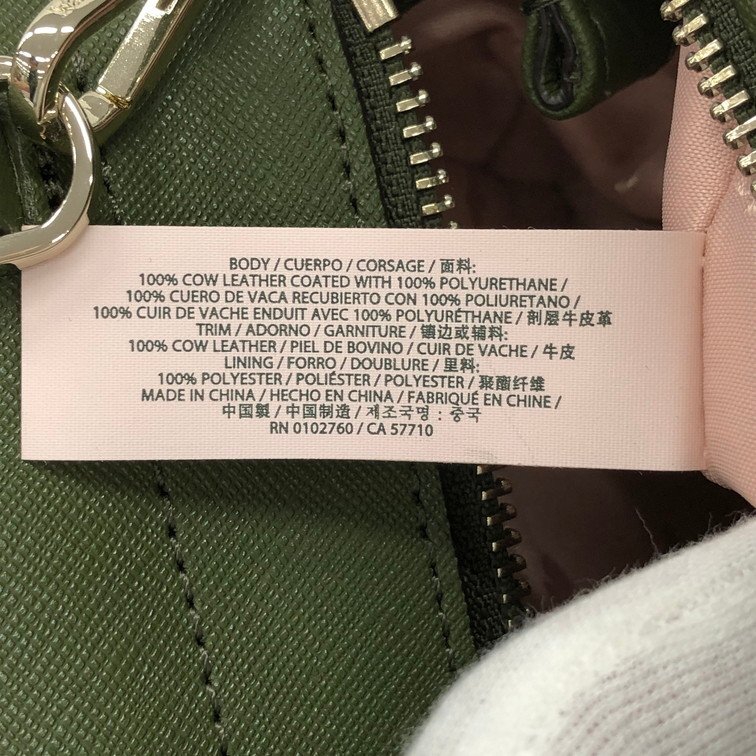 BODY / CUERPO / CORSAGE / 面料:
100% COW LEATHER COATED WITH 100% POLYURETHANE /
100% CUERO DE VACA RECUBIERTO CON 100% POLIURETANO /
100% CUIR DE VACHE ENDUIT AVEC 100% POLYURÉTHANE / 剖层牛皮革
TRIM / ADORNO / GARNITURE / 镶边或辅料:
100% COW LEATHER / PIEL DE BOVINO / CUIR DE VACHE / 牛皮
LINING / FORRO / DOUBLURE / 里料:
100% POLYESTER / POLIÉSTER / POLYESTER / 聚酯纤维
MADE IN CHINA / HECHO EN CHINA / FABRIQUÉ EN CHINE /
中国製 / 中国制造 / 제조국명 : 중국
RN 0102760 / CA 57710